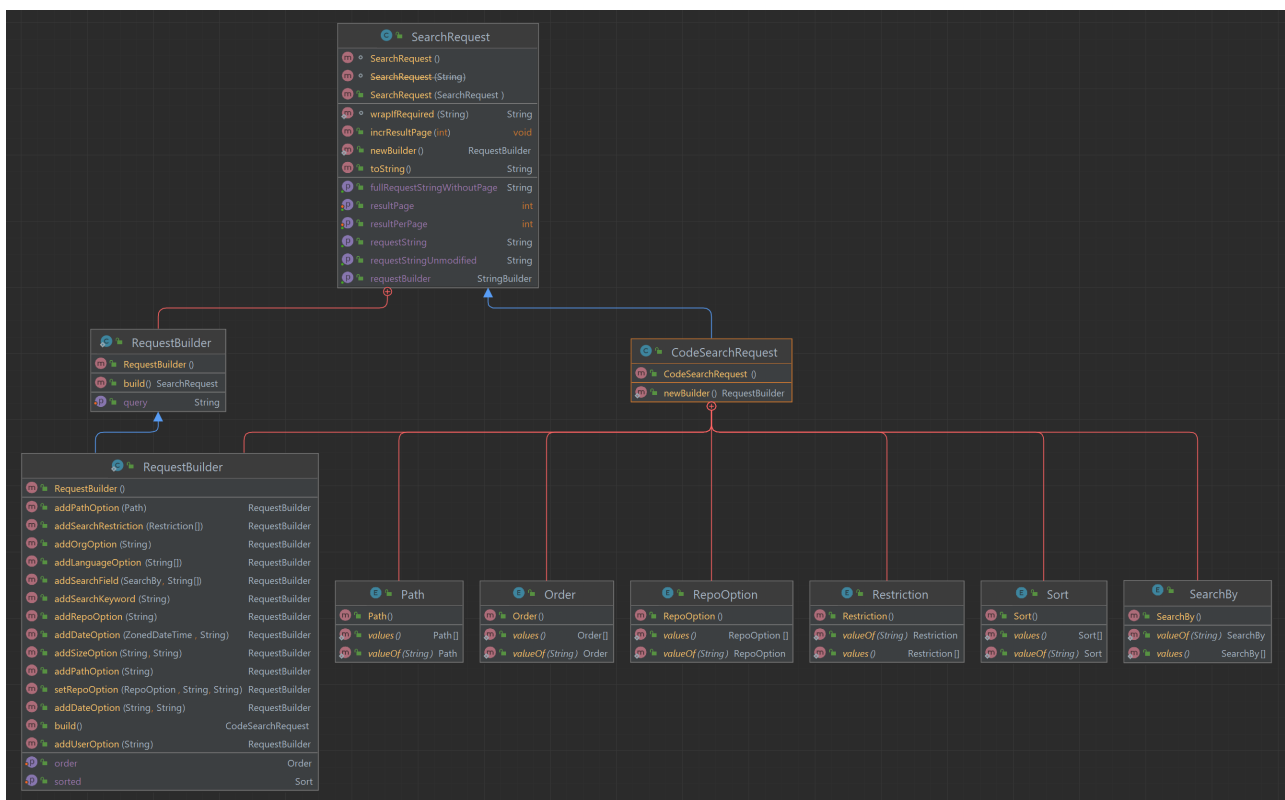 SearchRequest
SearchRequest ()
SearchRequest (String)
SearchRequest (SearchRequest )
wrapIfRequired (String) String
incrResultPage (int) void
newBuilder () RequestBuilder
toString () String
fullRequestStringWithoutPage String
resultPage int
resultPerPage int
requestString String
requestStringUnmodified String
requestBuilder StringBuilder
RequestBuilder
RequestBuilder ()
build() SearchRequest
query String
CodeSearchRequest
CodeSearchRequest ()
newBuilder () RequestBuilder
RequestBuilder
RequestBuilder ()
addPathOption (Path) RequestBuilder
addSearchRestriction (Restriction []) RequestBuilder
addOrgOption (String) RequestBuilder
addLanguageOption (String[]) RequestBuilder
addSearchField (SearchBy, String[]) RequestBuilder
addSearchKeyword (String) RequestBuilder
addRepoOption (String) RequestBuilder
addDateOption (ZonedDateTime , String) RequestBuilder
addSizeOption (String, String) RequestBuilder
addPathOption (String) RequestBuilder
setRepoOption (RepoOption , String, String) RequestBuilder
addDateOption (String, String) RequestBuilder
build() CodeSearchRequest
addUserOption (String) RequestBuilder
order Order
sorted Sort
Path
Path()
values () Path[]
valueOf (String) Path
Order
Order()
values () Order[]
valueOf (String) Order
RepoOption
RepoOption ()
values () RepoOption []
valueOf (String) RepoOption
Restriction
Restriction()
valueOf (String) Restriction
values () Restriction []
Sort
Sort()
values () Sort[]
valueOf (String) Sort
SearchBy
SearchBy ()
valueOf (String) SearchBy
values () SearchBy []